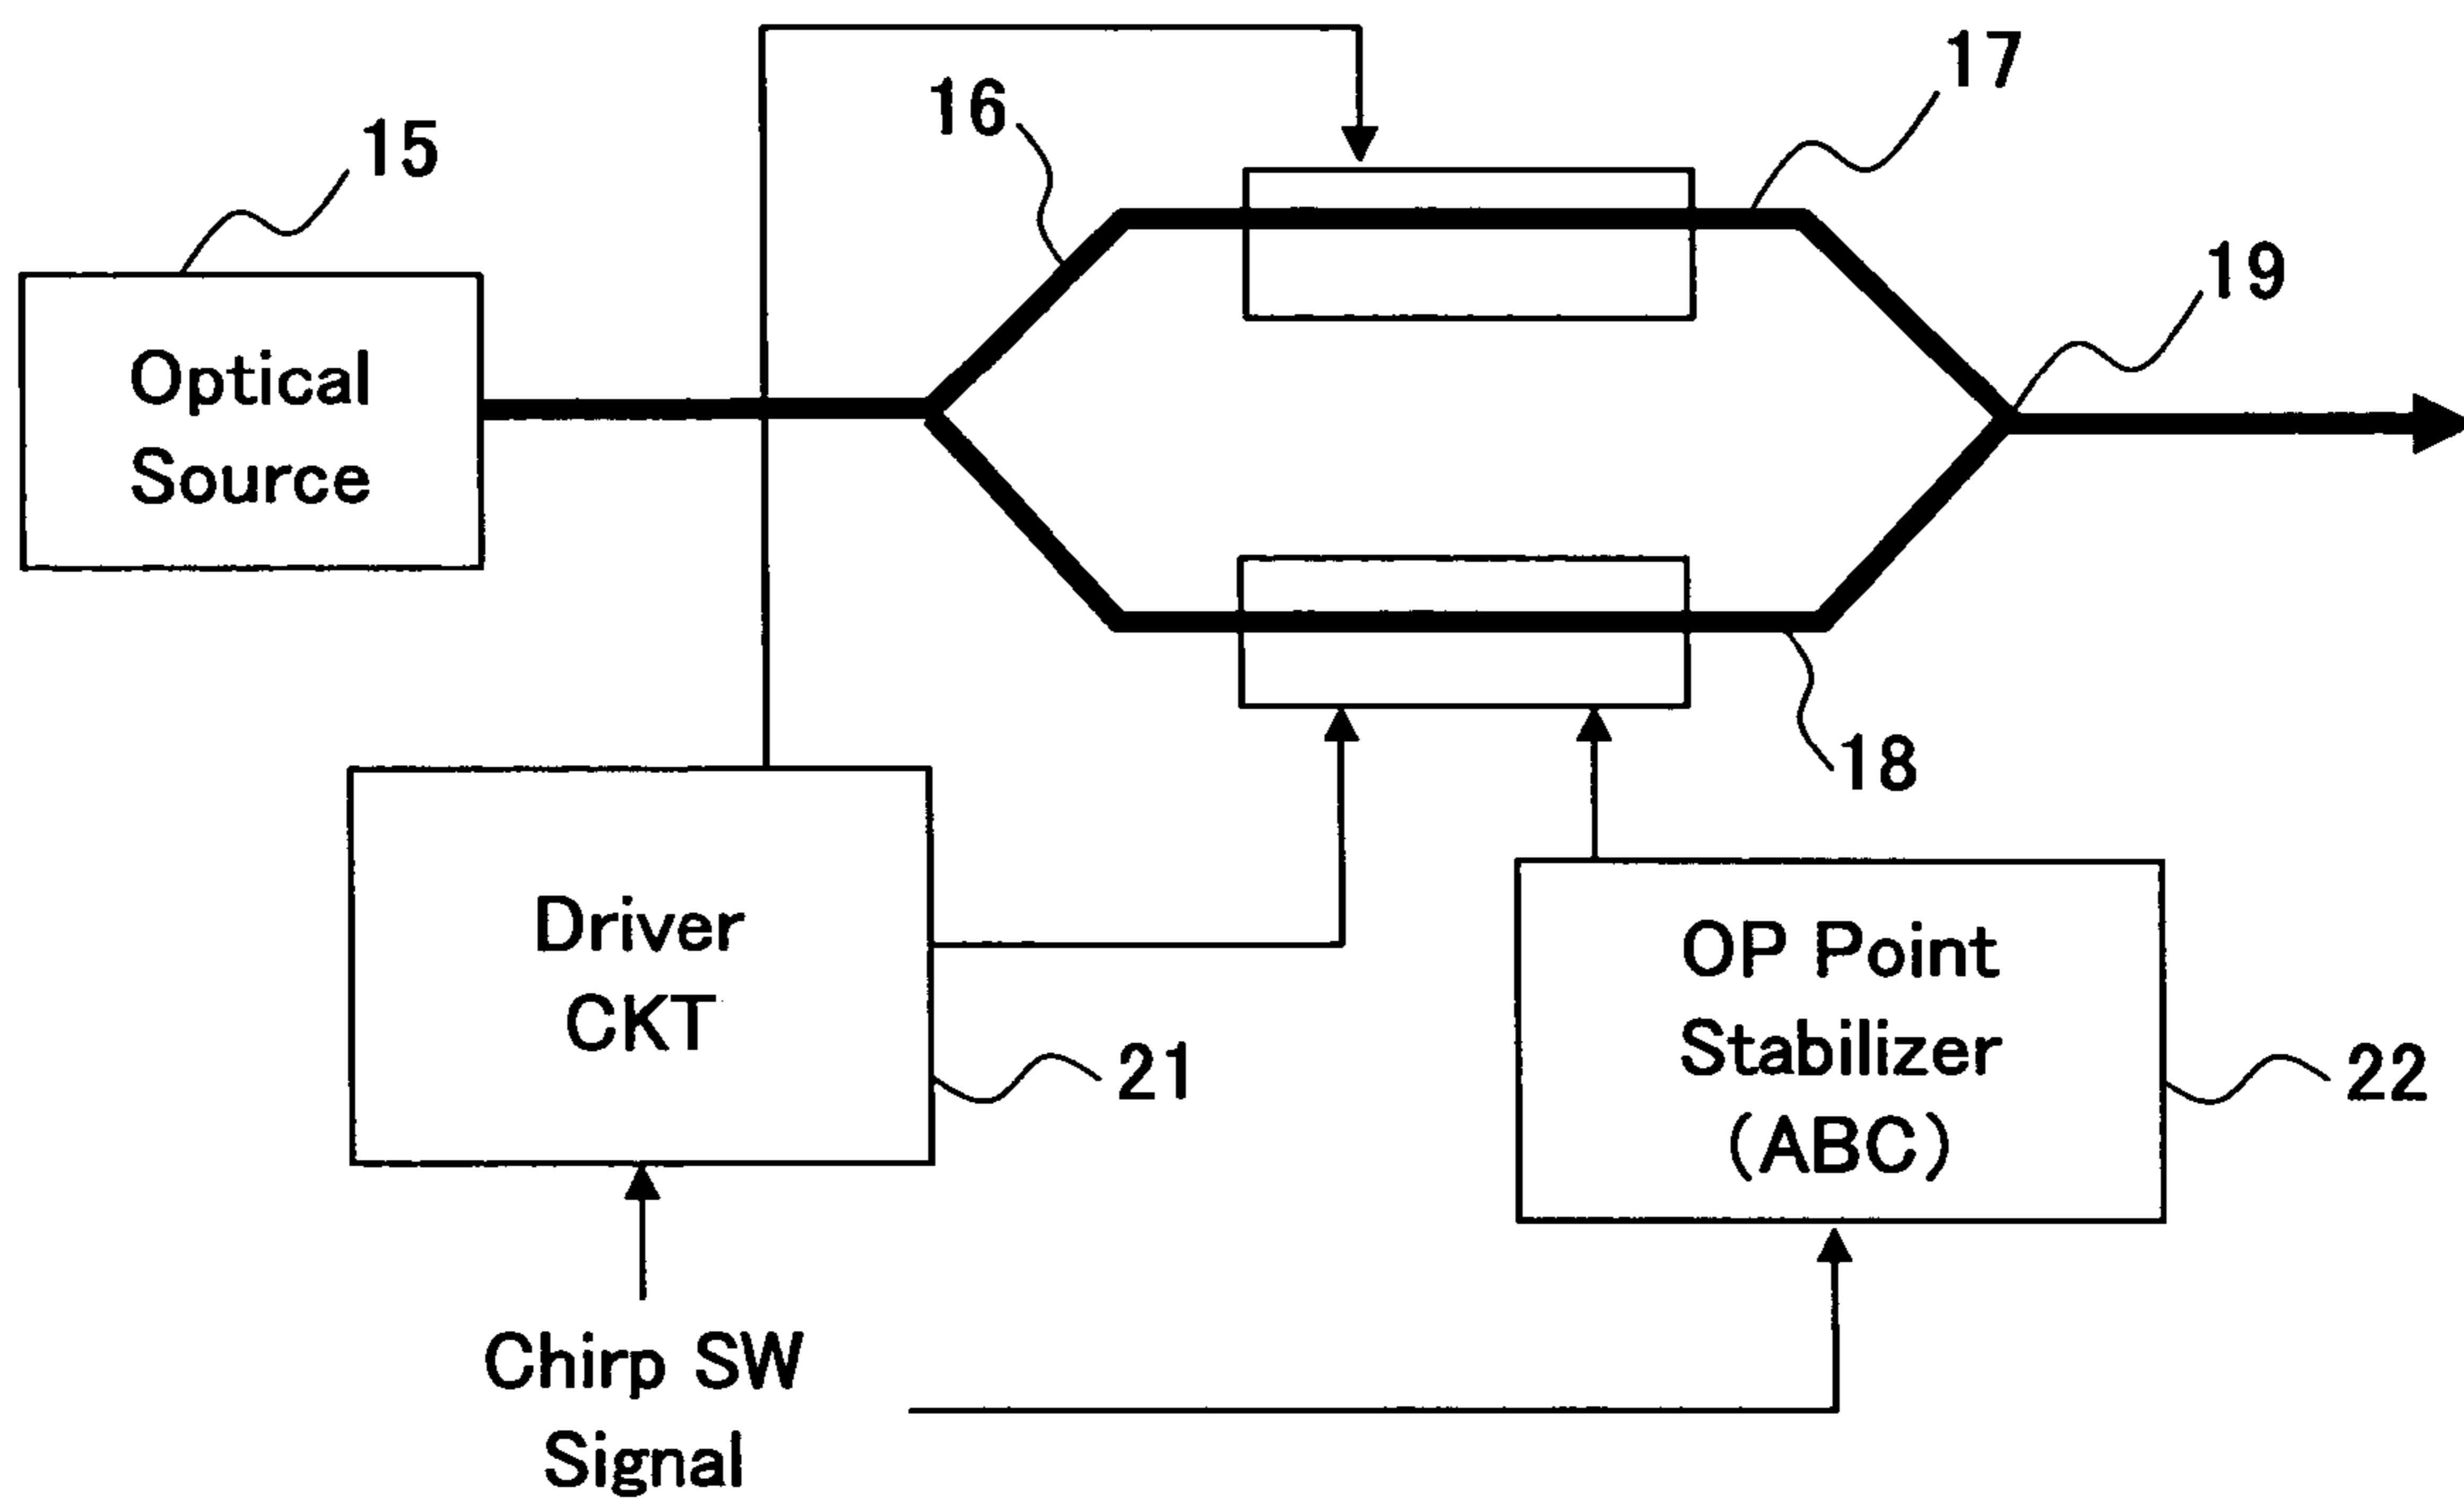 17
16
15
19
Optical
Source
18
Driver
CKT
OP Point
Stabilizer
(ABC)
21
22
Chirp SW
Signal